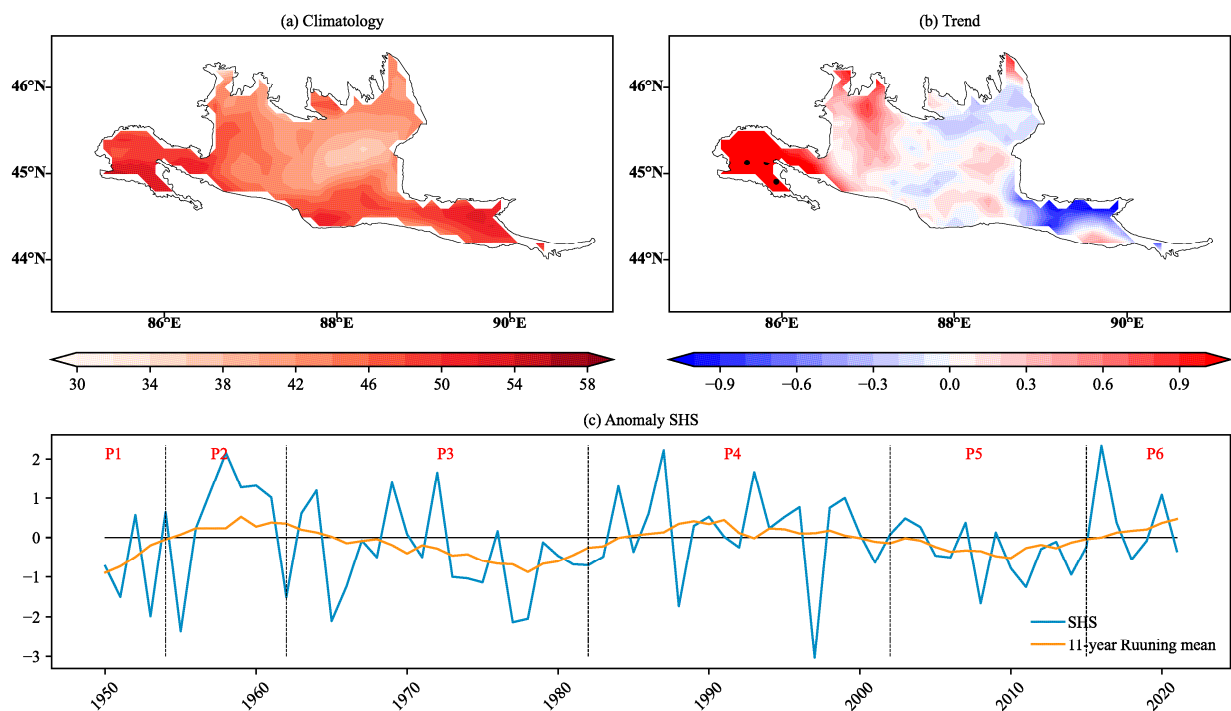 (a) Climatology
(b) Trend
46°N
45°N
44°N
86°E
88°E
90°E
46°N
45°N
44°N
86°E
88°E
90°E
30
34
38
42
46
50
54
58
−0.9
−0.6
−0.3
0.0
0.3
0.6
0.9
(c) Anomaly SHS
P1
P2
P3
P4
P5
P6
2
1
0
−1
−2
−3
SHS
11-year Ruuning mean
1950
1960
1970
1980
1990
2000
2010
2020